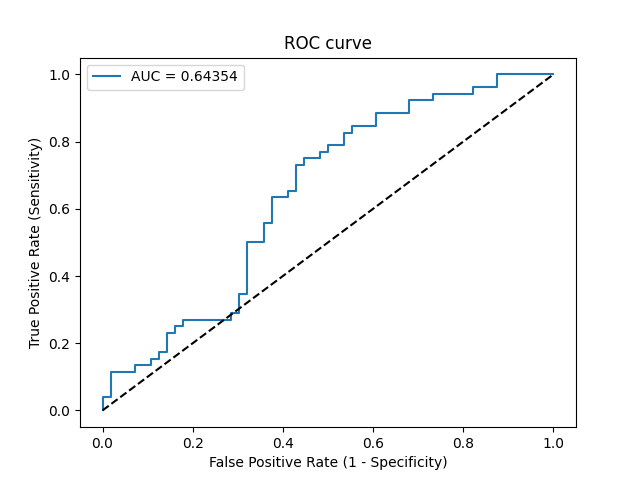 ROC curve
AUC = 0.64354
True Positive Rate (Sensitivity)
1.0
0.8
0.6
0.4
0.2
0.0
0.0 0.2 0.4 0.6 0.8 1.0
False Positive Rate (1 - Specificity)